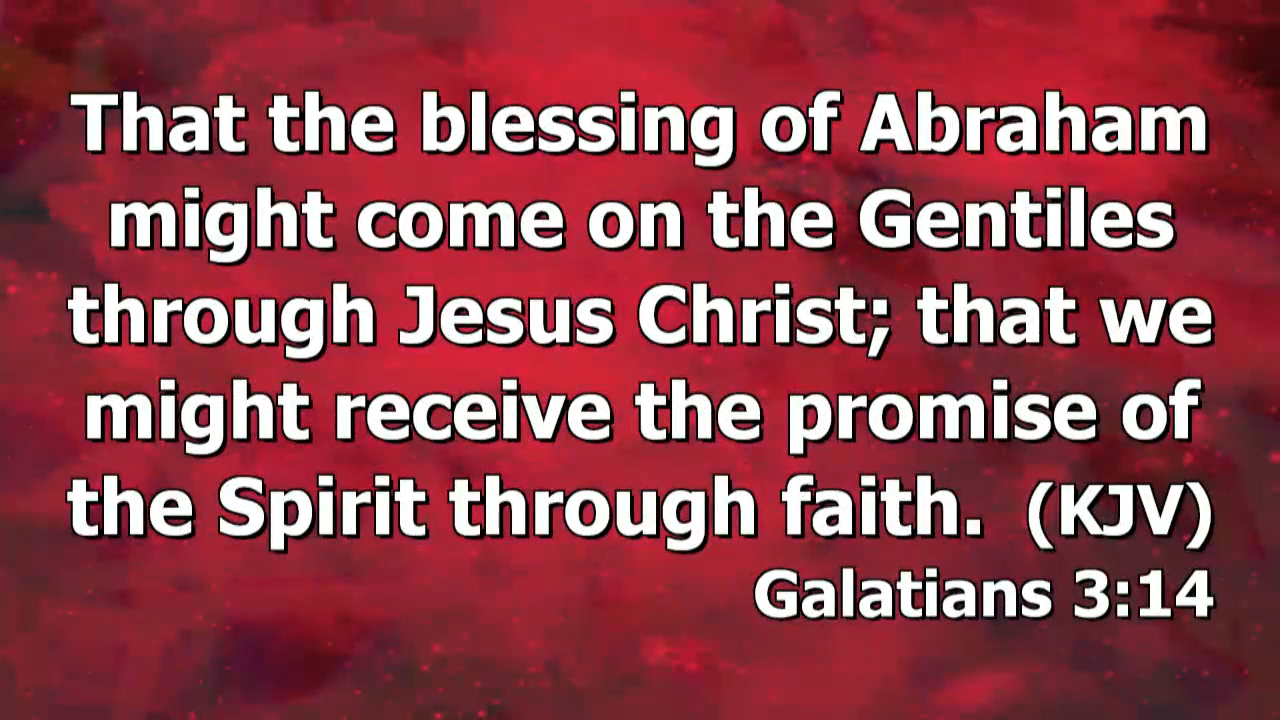 That the blessing of Abraham
might come on the Gentiles
through Jesus Christ; that we
might receive the promise of
the Spirit through faith. (KJV)
Galatians 3:14